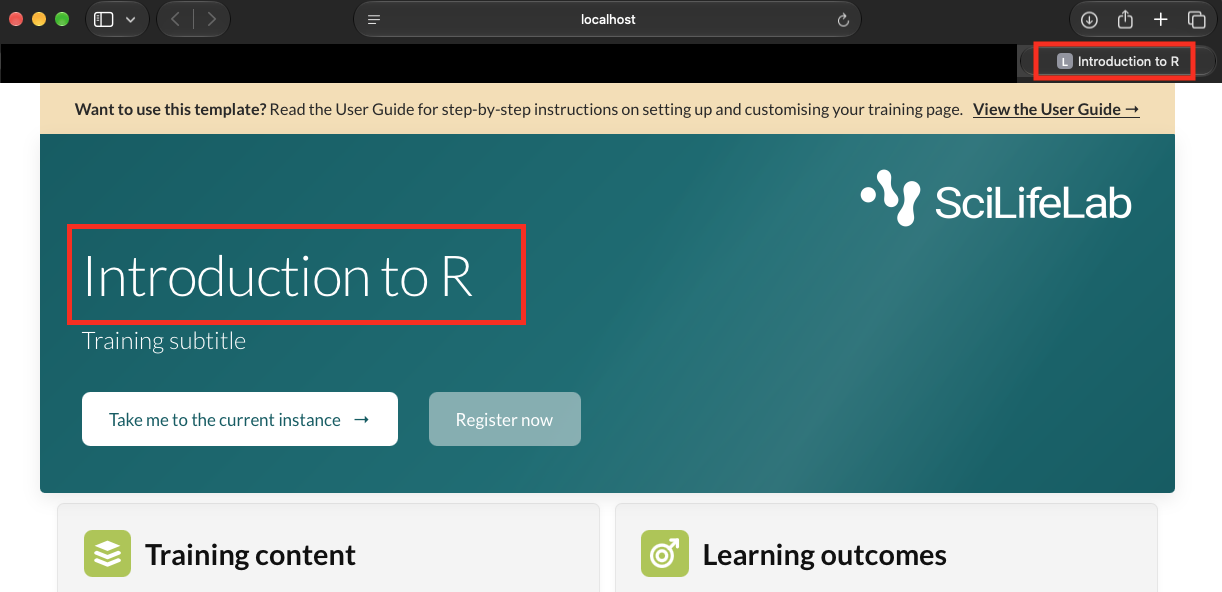 localhost
L Introduction to R
Want to use this template? Read the User Guide for step-by-step instructions on setting up and customising your training page. View the User Guide →
SciLifeLab
Introduction to R
Training subtitle
Take me to the current instance →
Register now
Training content
Learning outcomes